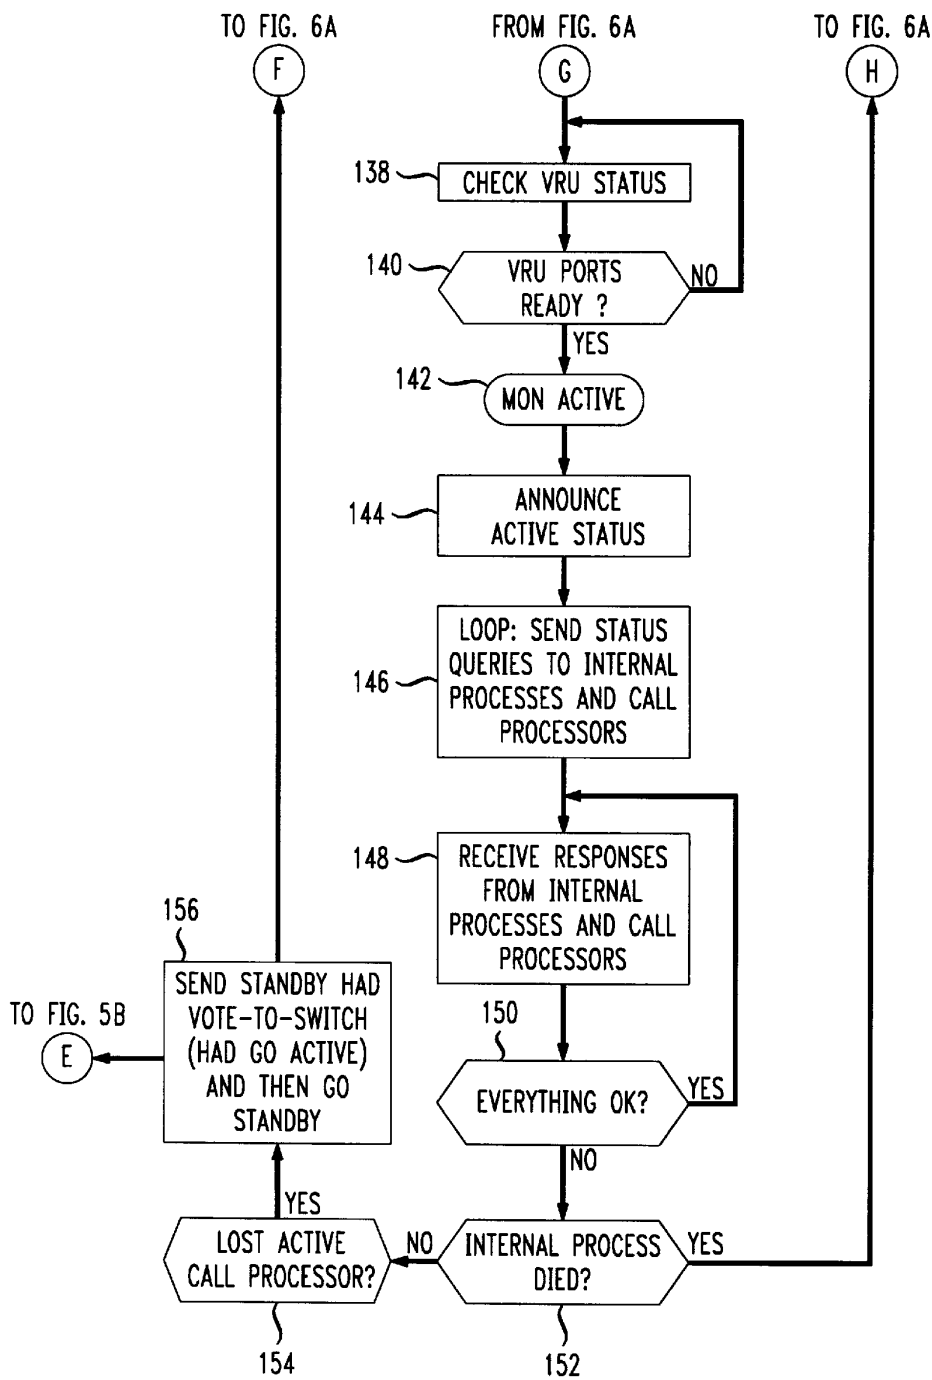 TO FIG. 6A
F
FROM FIG. 6A
G
TO FIG. 6A
H
138
CHECK VRU STATUS
140
VRU PORTS
READY ?
NO
YES
142
MON ACTIVE
144
ANNOUNCE
ACTIVE STATUS
146
LOOP: SEND STATUS
QUERIES TO INTERNAL
PROCESSES AND CALL
PROCESSORS
148
RECEIVE RESPONSES
FROM INTERNAL
PROCESSES AND CALL
PROCESSORS
150
EVERYTHING OK?
YES
NO
INTERNAL PROCESS
DIED?
YES
NO
152
LOST ACTIVE
CALL PROCESSOR?
154
YES
156
SEND STANDBY HAD
VOTE-TO-SWITCH
(HAD GO ACTIVE)
AND THEN GO
STANDBY
TO FIG. 5B
E